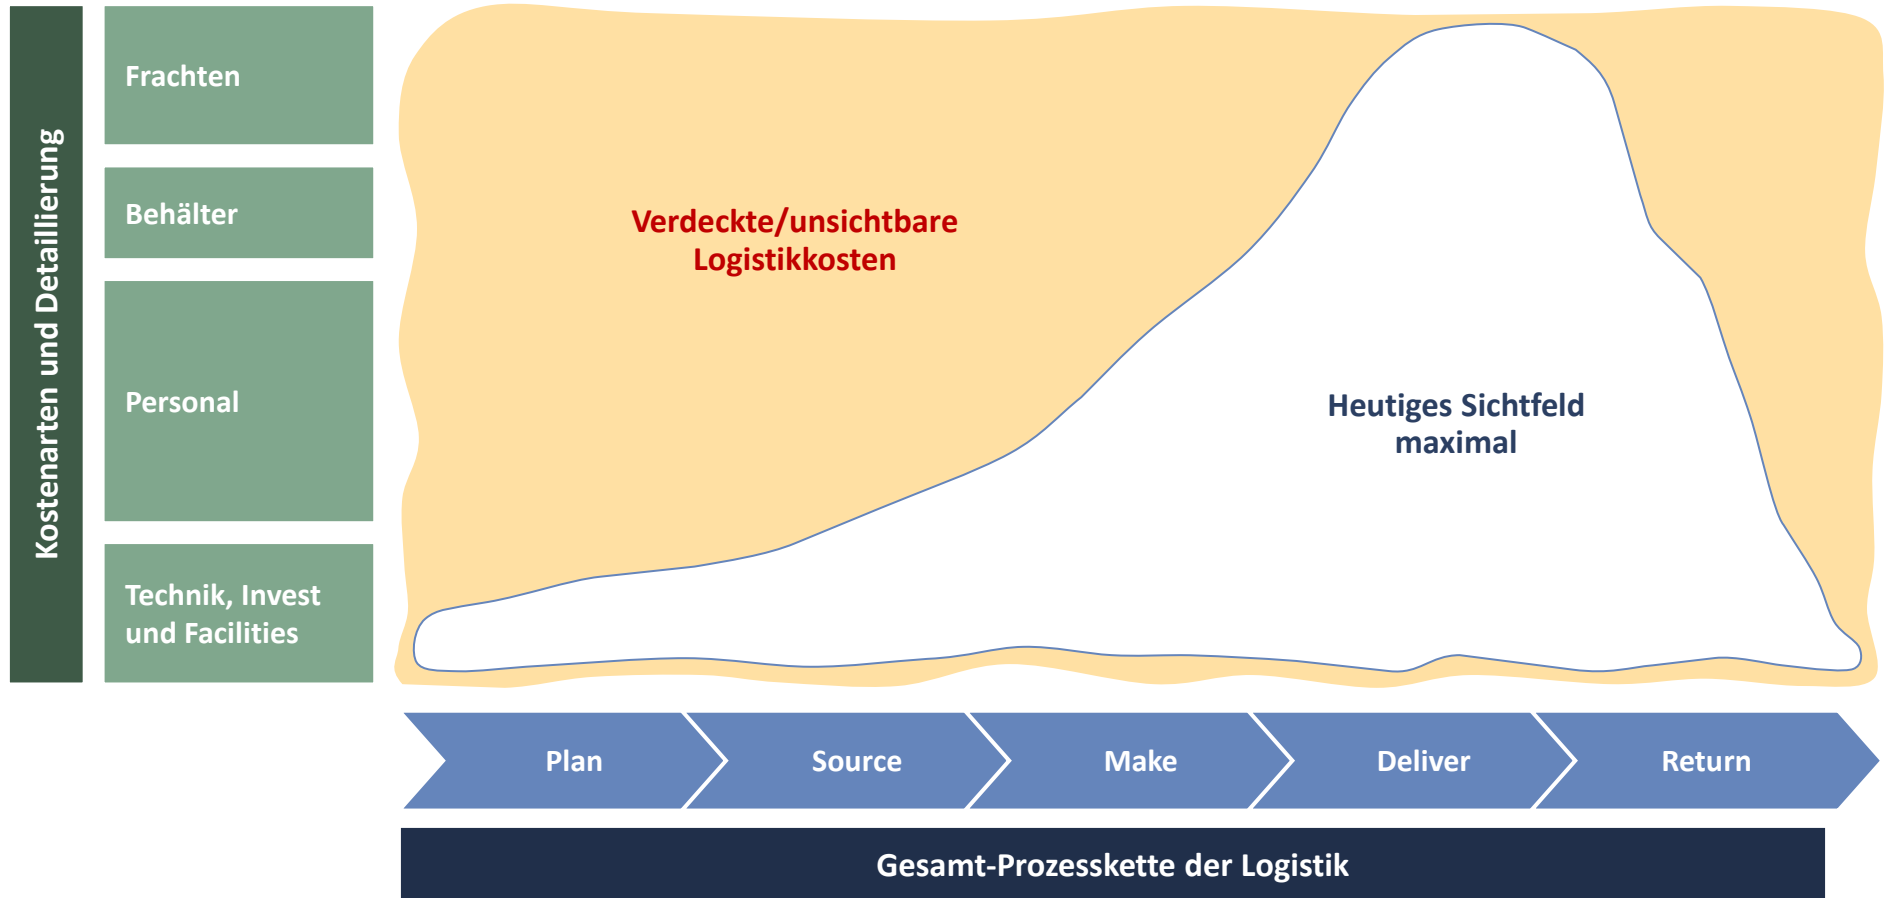 Kostenarten und Detaillierung
Frachten
Behälter
Personal
Technik, Invest
und Facilities
Verdeckte/unsichtbare
Logistikkosten
Heutiges Sichtfeld
maximal
Plan
Source
Make
Deliver
Return
Gesamt-Prozesskette der Logistik